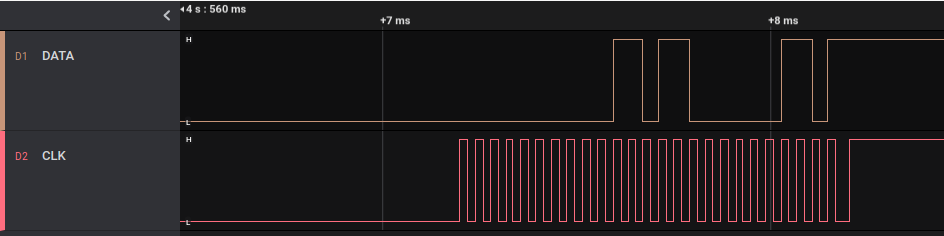 4 s : 560 ms
+7 ms
+8 ms
D1 DATA
H
L
D2 CLK
H
L